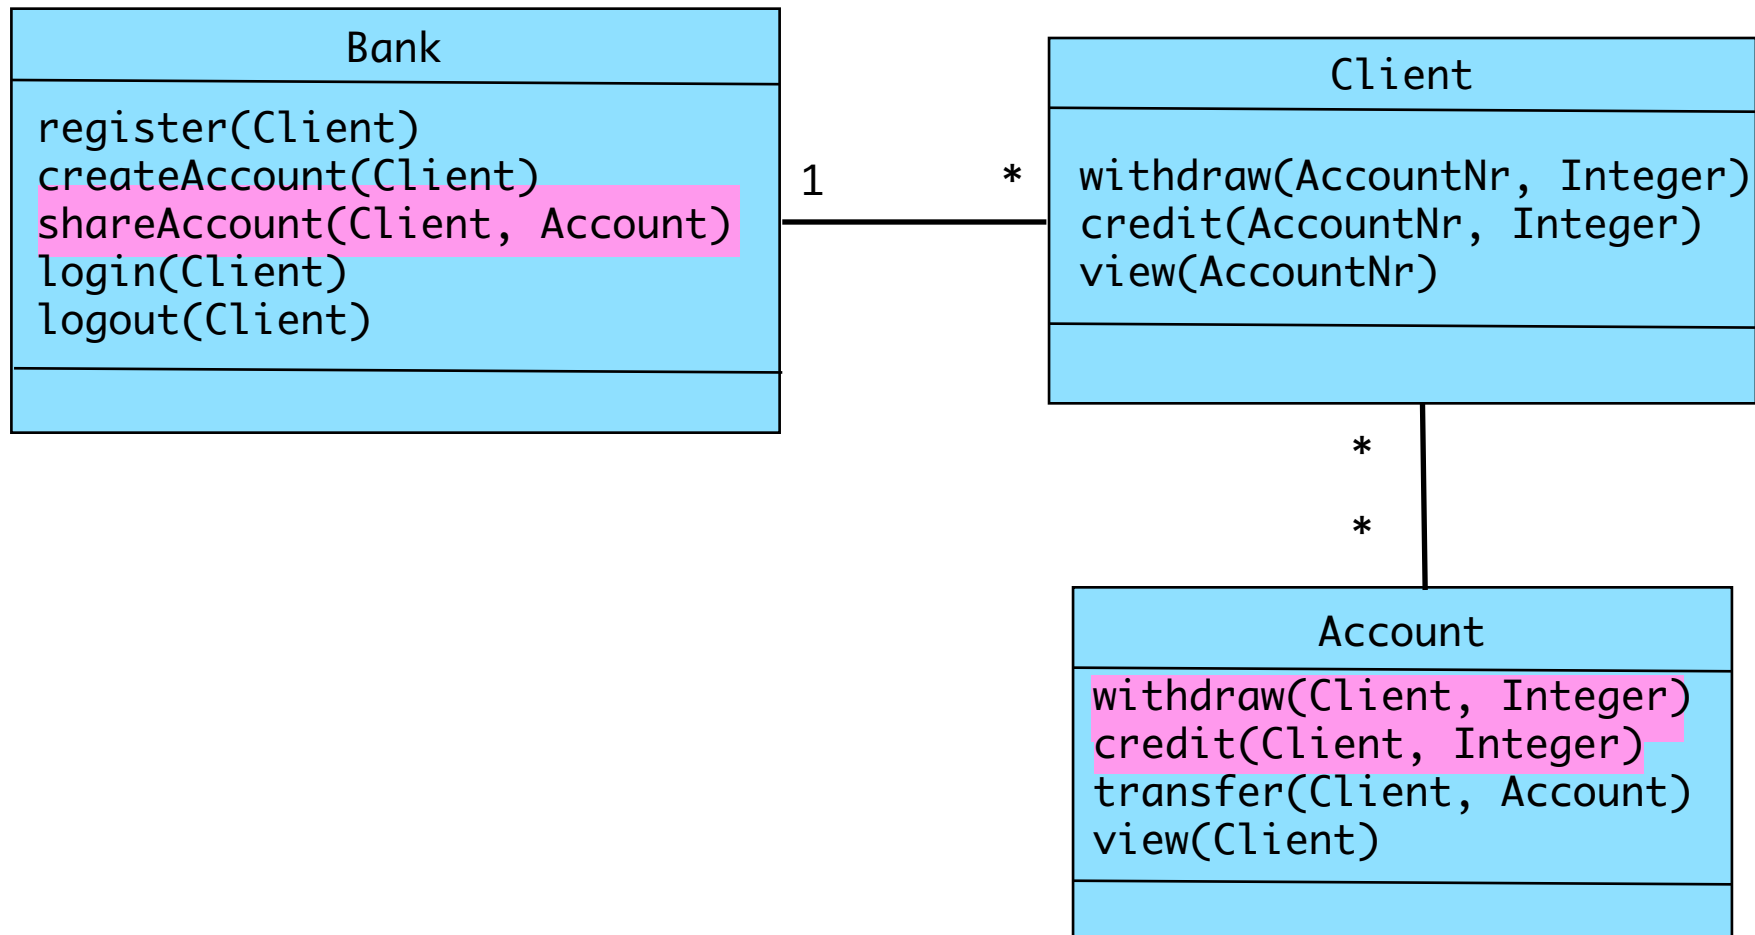 Bank
register(Client)
createAccount(Client)
shareAccount(Client, Account)
login(Client)
logout(Client)
1
*
Client
withdraw(AccountNr, Integer)
credit(AccountNr, Integer)
view(AccountNr)
*
*
Account
withdraw(Client, Integer)
credit(Client, Integer)
transfer(Client, Account)
view(Client)